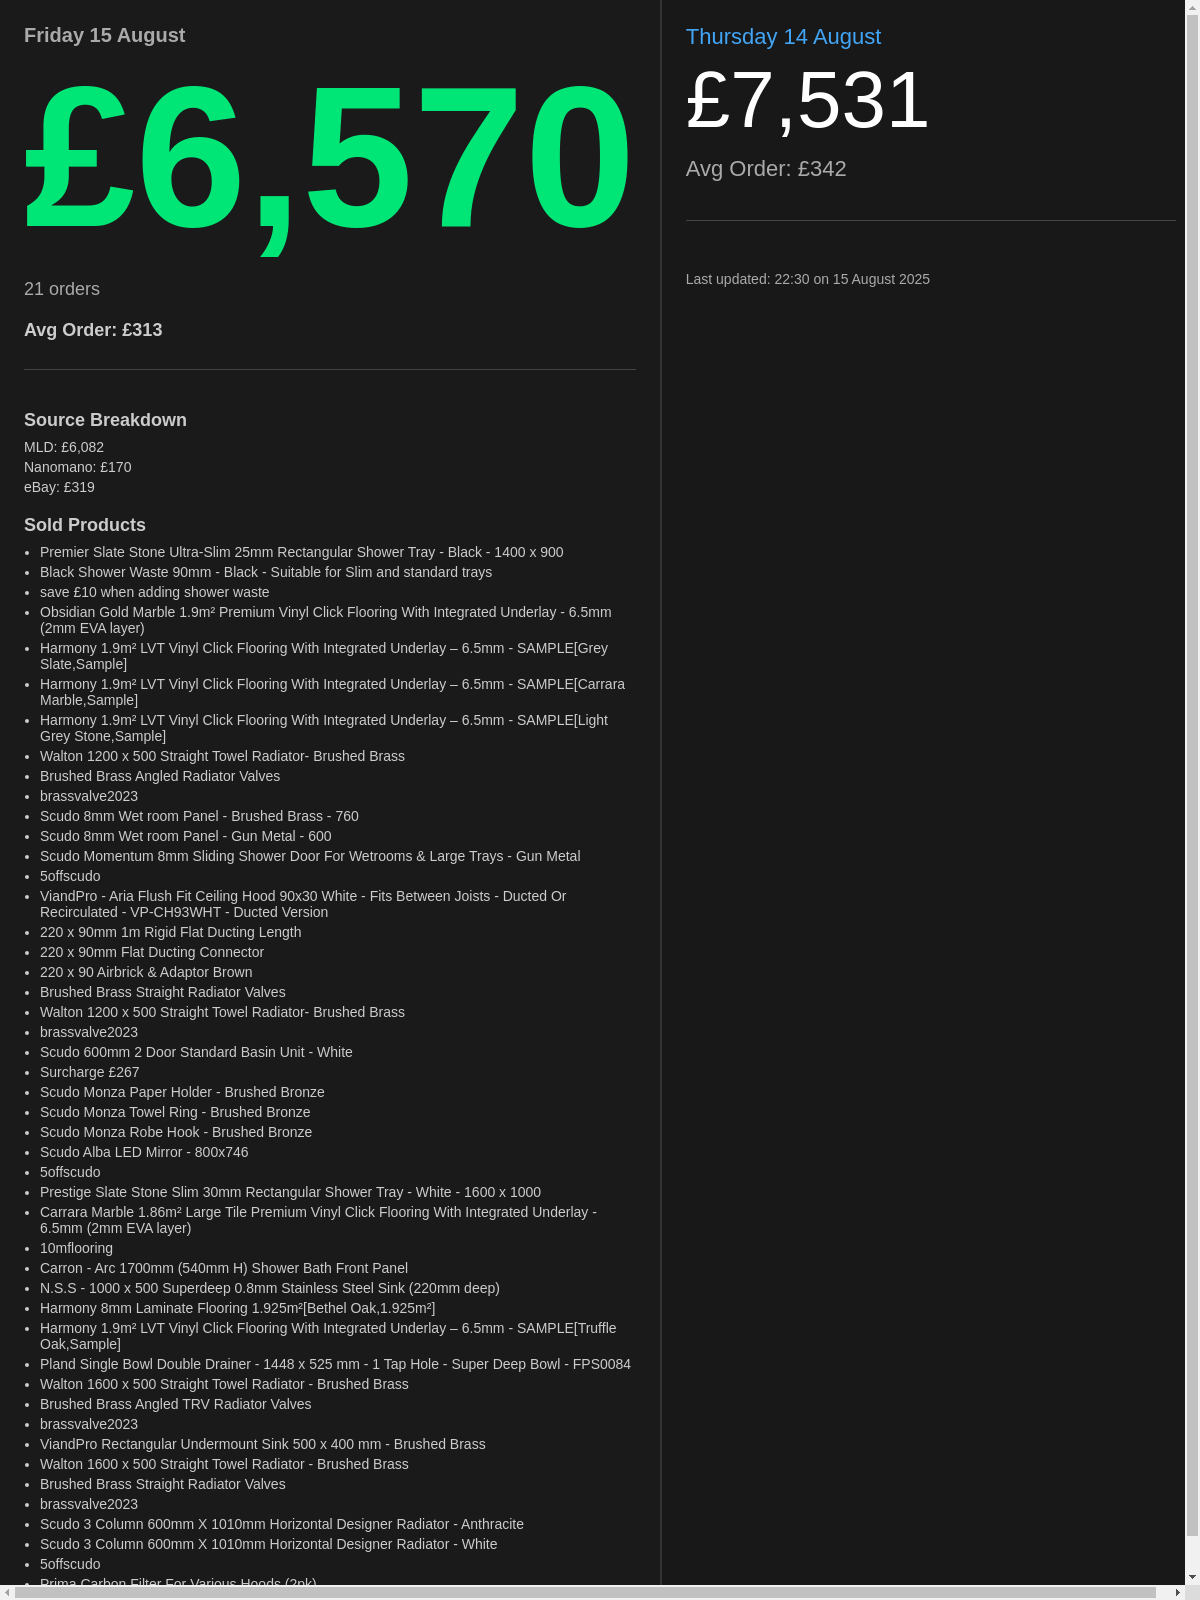 Friday 15 August
£6,570
21 orders
Avg Order: £313
Source Breakdown
MLD: £6,082
Nanomano: £170
eBay: £319
Sold Products
• Premier Slate Stone Ultra-Slim 25mm Rectangular Shower Tray - Black - 1400 x 900
• Black Shower Waste 90mm - Black - Suitable for Slim and standard trays
• save £10 when adding shower waste
• Obsidian Gold Marble 1.9m² Premium Vinyl Click Flooring With Integrated Underlay - 6.5mm
(2mm EVA layer)
• Harmony 1.9m² LVT Vinyl Click Flooring With Integrated Underlay – 6.5mm - SAMPLE[Grey
Slate,Sample]
• Harmony 1.9m² LVT Vinyl Click Flooring With Integrated Underlay – 6.5mm - SAMPLE[Carrara
Marble,Sample]
• Harmony 1.9m² LVT Vinyl Click Flooring With Integrated Underlay – 6.5mm - SAMPLE[Light
Grey Stone,Sample]
• Walton 1200 x 500 Straight Towel Radiator- Brushed Brass
• Brushed Brass Angled Radiator Valves
• brassvalve2023
• Scudo 8mm Wet room Panel - Brushed Brass - 760
• Scudo 8mm Wet room Panel - Gun Metal - 600
• Scudo Momentum 8mm Sliding Shower Door For Wetrooms & Large Trays - Gun Metal
• 5offscudo
• ViandPro - Aria Flush Fit Ceiling Hood 90x30 White - Fits Between Joists - Ducted Or
Recirculated - VP-CH93WHT - Ducted Version
• 220 x 90mm 1m Rigid Flat Ducting Length
• 220 x 90mm Flat Ducting Connector
• 220 x 90 Airbrick & Adaptor Brown
• Brushed Brass Straight Radiator Valves
• Walton 1200 x 500 Straight Towel Radiator- Brushed Brass
• brassvalve2023
• Scudo 600mm 2 Door Standard Basin Unit - White
• Surcharge £267
• Scudo Monza Paper Holder - Brushed Bronze
• Scudo Monza Towel Ring - Brushed Bronze
• Scudo Monza Robe Hook - Brushed Bronze
• Scudo Alba LED Mirror - 800x746
• 5offscudo
• Prestige Slate Stone Slim 30mm Rectangular Shower Tray - White - 1600 x 1000
• Carrara Marble 1.86m² Large Tile Premium Vinyl Click Flooring With Integrated Underlay -
6.5mm (2mm EVA layer)
• 10mflooring
• Carron - Arc 1700mm (540mm H) Shower Bath Front Panel
• N.S.S - 1000 x 500 Superdeep 0.8mm Stainless Steel Sink (220mm deep)
• Harmony 8mm Laminate Flooring 1.925m²[Bethel Oak,1.925m²]
• Harmony 1.9m² LVT Vinyl Click Flooring With Integrated Underlay – 6.5mm - SAMPLE[Truffle
Oak,Sample]
• Pland Single Bowl Double Drainer - 1448 x 525 mm - 1 Tap Hole - Super Deep Bowl - FPS0084
• Walton 1600 x 500 Straight Towel Radiator - Brushed Brass
• Brushed Brass Angled TRV Radiator Valves
• brassvalve2023
• ViandPro Rectangular Undermount Sink 500 x 400 mm - Brushed Brass
• Walton 1600 x 500 Straight Towel Radiator - Brushed Brass
• Brushed Brass Straight Radiator Valves
• brassvalve2023
• Scudo 3 Column 600mm X 1010mm Horizontal Designer Radiator - Anthracite
• Scudo 3 Column 600mm X 1010mm Horizontal Designer Radiator - White
• 5offscudo
• Prima Carbon Filter For Various Hoods (2pk)
Thursday 14 August
£7,531
Avg Order: £342
Last updated: 22:30 on 15 August 2025